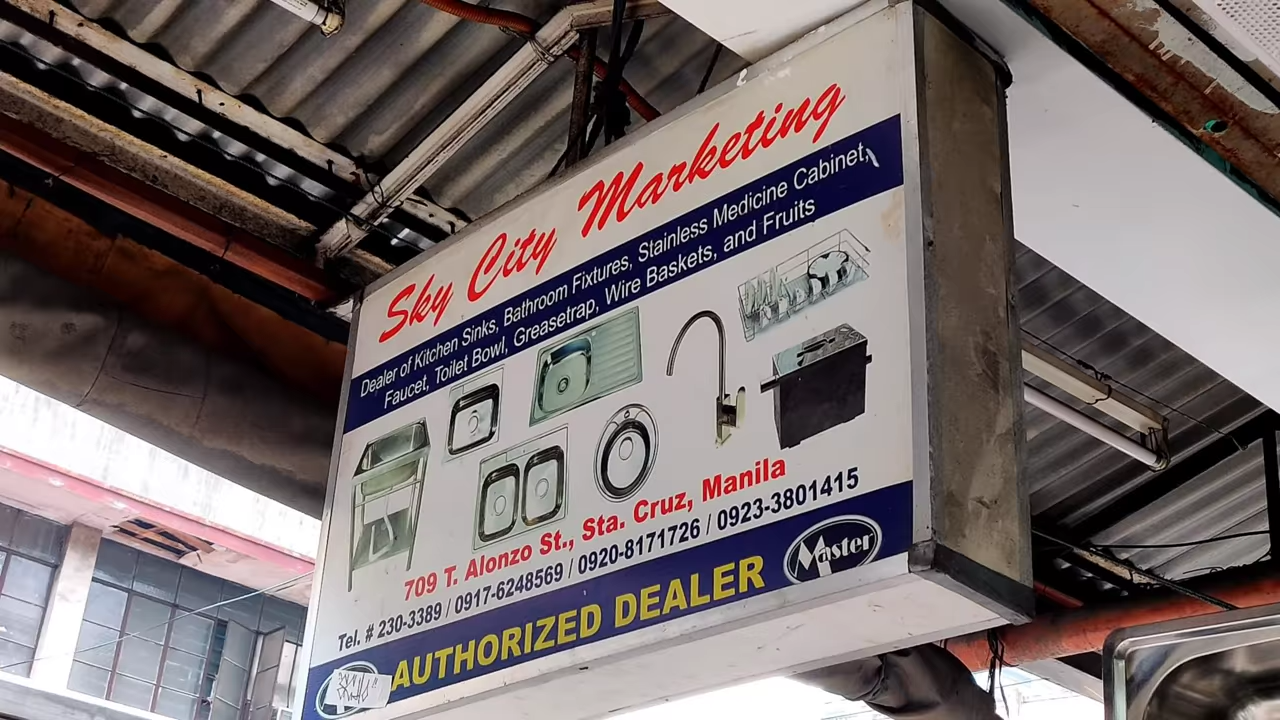 Sky City Marketing
Dealer of Kitchen Sinks, Bathroom Fixtures, Stainless Medicine Cabinet,
Faucet, Toilet Bowl, Greasetrap, Wire Baskets, and Fruits
709 T. Alonzo St., Sta. Cruz, Manila
Tel. # 230-3389 / 0917-6248569 / 0920-8171726 / 0923-3801415
AUTHORIZED DEALER
Master